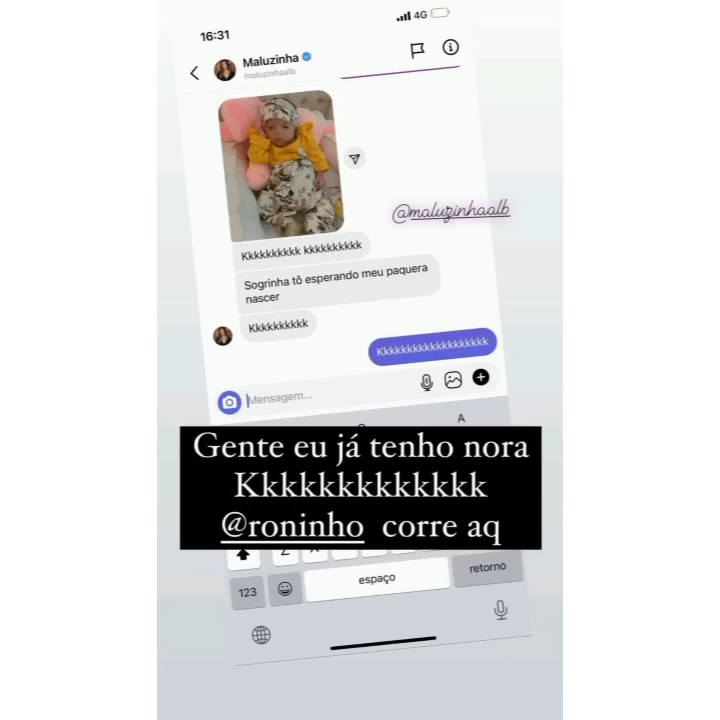 16:31
4G
Maluzinha
maluzinhaalb
@maluzinhaalb
Kkkkkkkkkk kkkkkkkkkk
Sogrinha tô esperando meu paquera
nascer
Kkkkkkkkkk
Kkkkkkkkkkkkkkkkkkk
Mensagem...
A
Gente eu já tenho nora
Kkkkkkkkkkkkk
@roninho corre aq
Z X
123
espaço
retorno